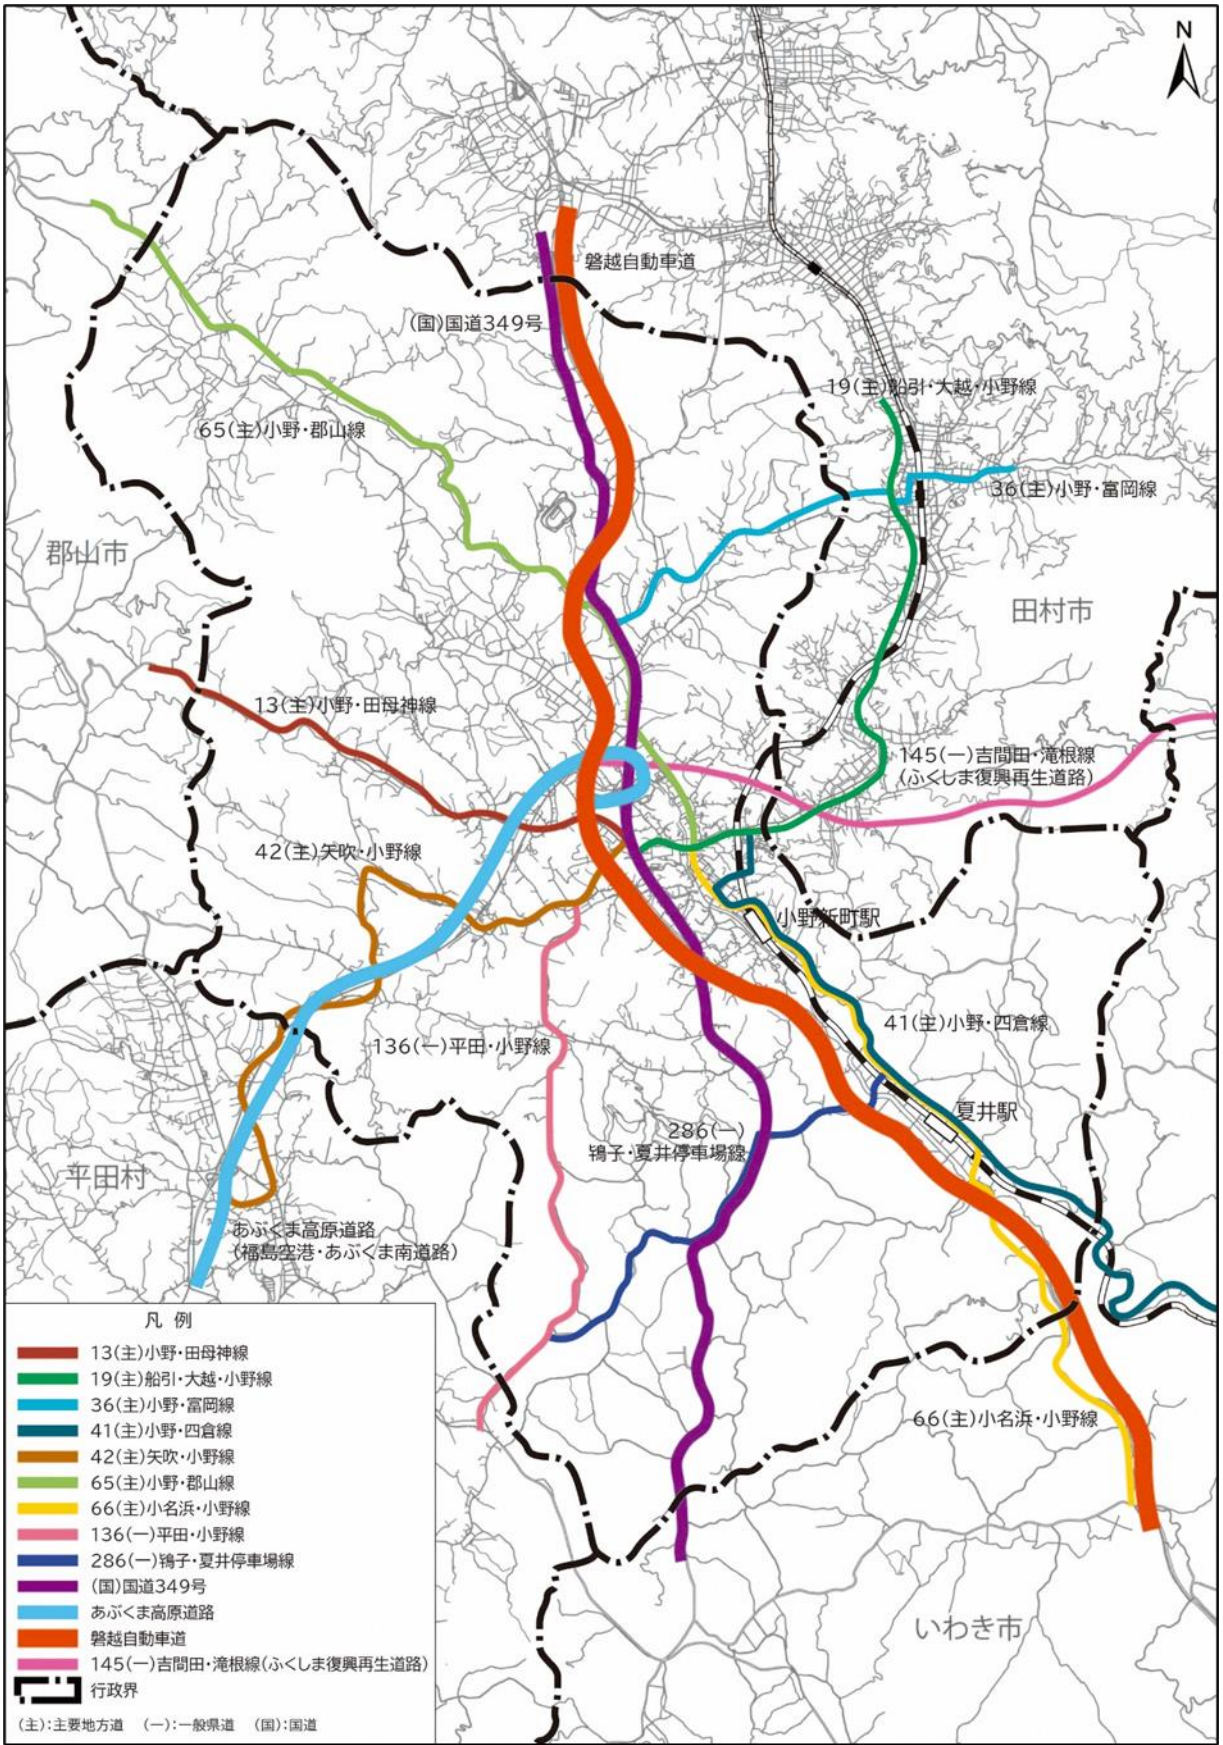 N
磐越自動車道
(国)国道349号
19(主)船引・大越・小野線
65(主)小野・郡山線
36(主)小野・富岡線
郡山市
田村市
13(主)小野・田母神線
145(一)吉間田・滝根線
(ふくしま復興再生道路)
42(主)矢吹・小野線
小野新町駅
41(主)小野・四倉線
136(一)平田・小野線
夏井駅
286(一)
鴇子・夏井停車場線
平田村
あぶくま高原道路
(福島空港・あぶくま南道路)
66(主)小名浜・小野線
いわき市
凡 例
13(主)小野・田母神線
19(主)船引・大越・小野線
36(主)小野・富岡線
41(主)小野・四倉線
42(主)矢吹・小野線
65(主)小野・郡山線
66(主)小名浜・小野線
136(一)平田・小野線
286(一)鴇子・夏井停車場線
(国)国道349号
あぶくま高原道路
磐越自動車道
145(一)吉間田・滝根線(ふくしま復興再生道路)
行政界
(主):主要地方道 (一):一般県道 (国):国道